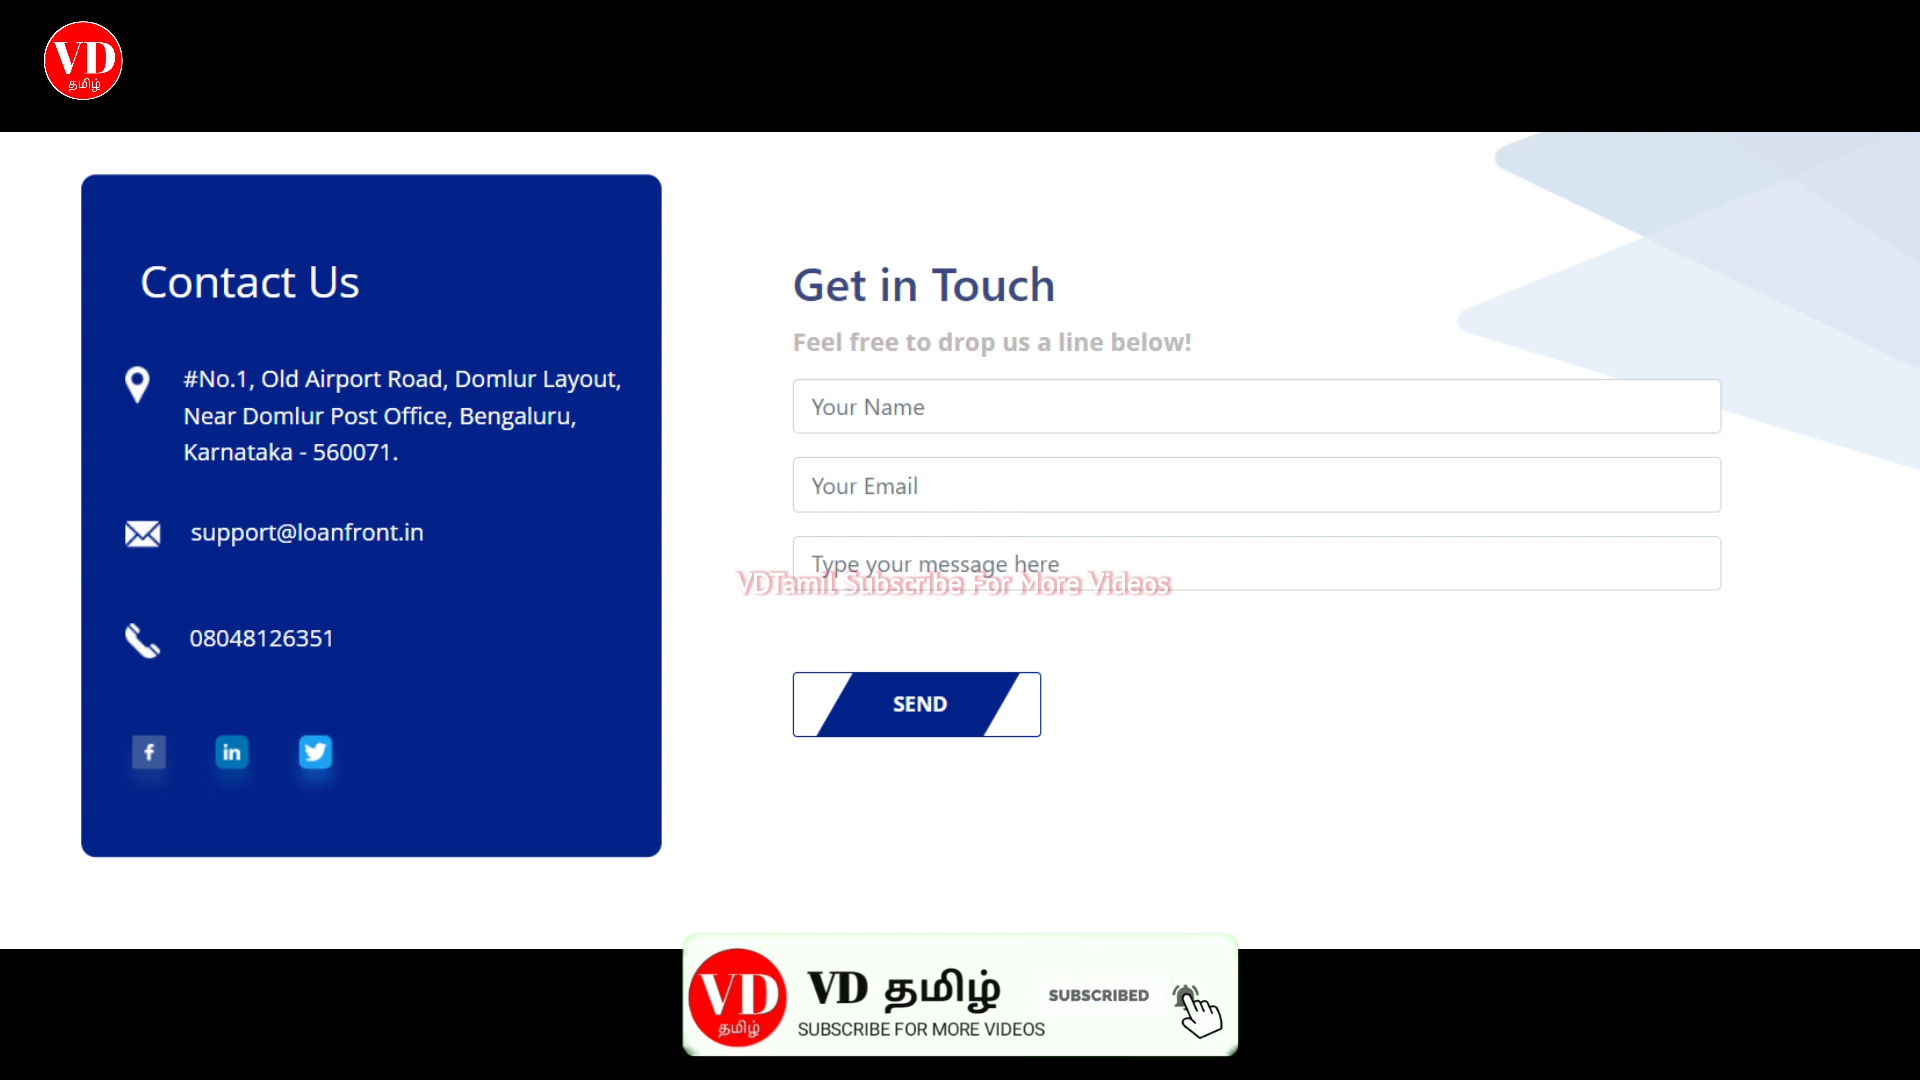 VD
தமிழ்
Contact Us
#No.1, Old Airport Road, Domlur Layout,
Near Domlur Post Office, Bengaluru,
Karnataka - 560071.
support@loanfront.in
08048126351
f
in
Get in Touch
Feel free to drop us a line below!
Your Name
Your Email
Type your message here
VDTamil Subscribe For More Videos
SEND
VD
தமிழ்
VD தமிழ்
SUBSCRIBE FOR MORE VIDEOS
SUBSCRIBED